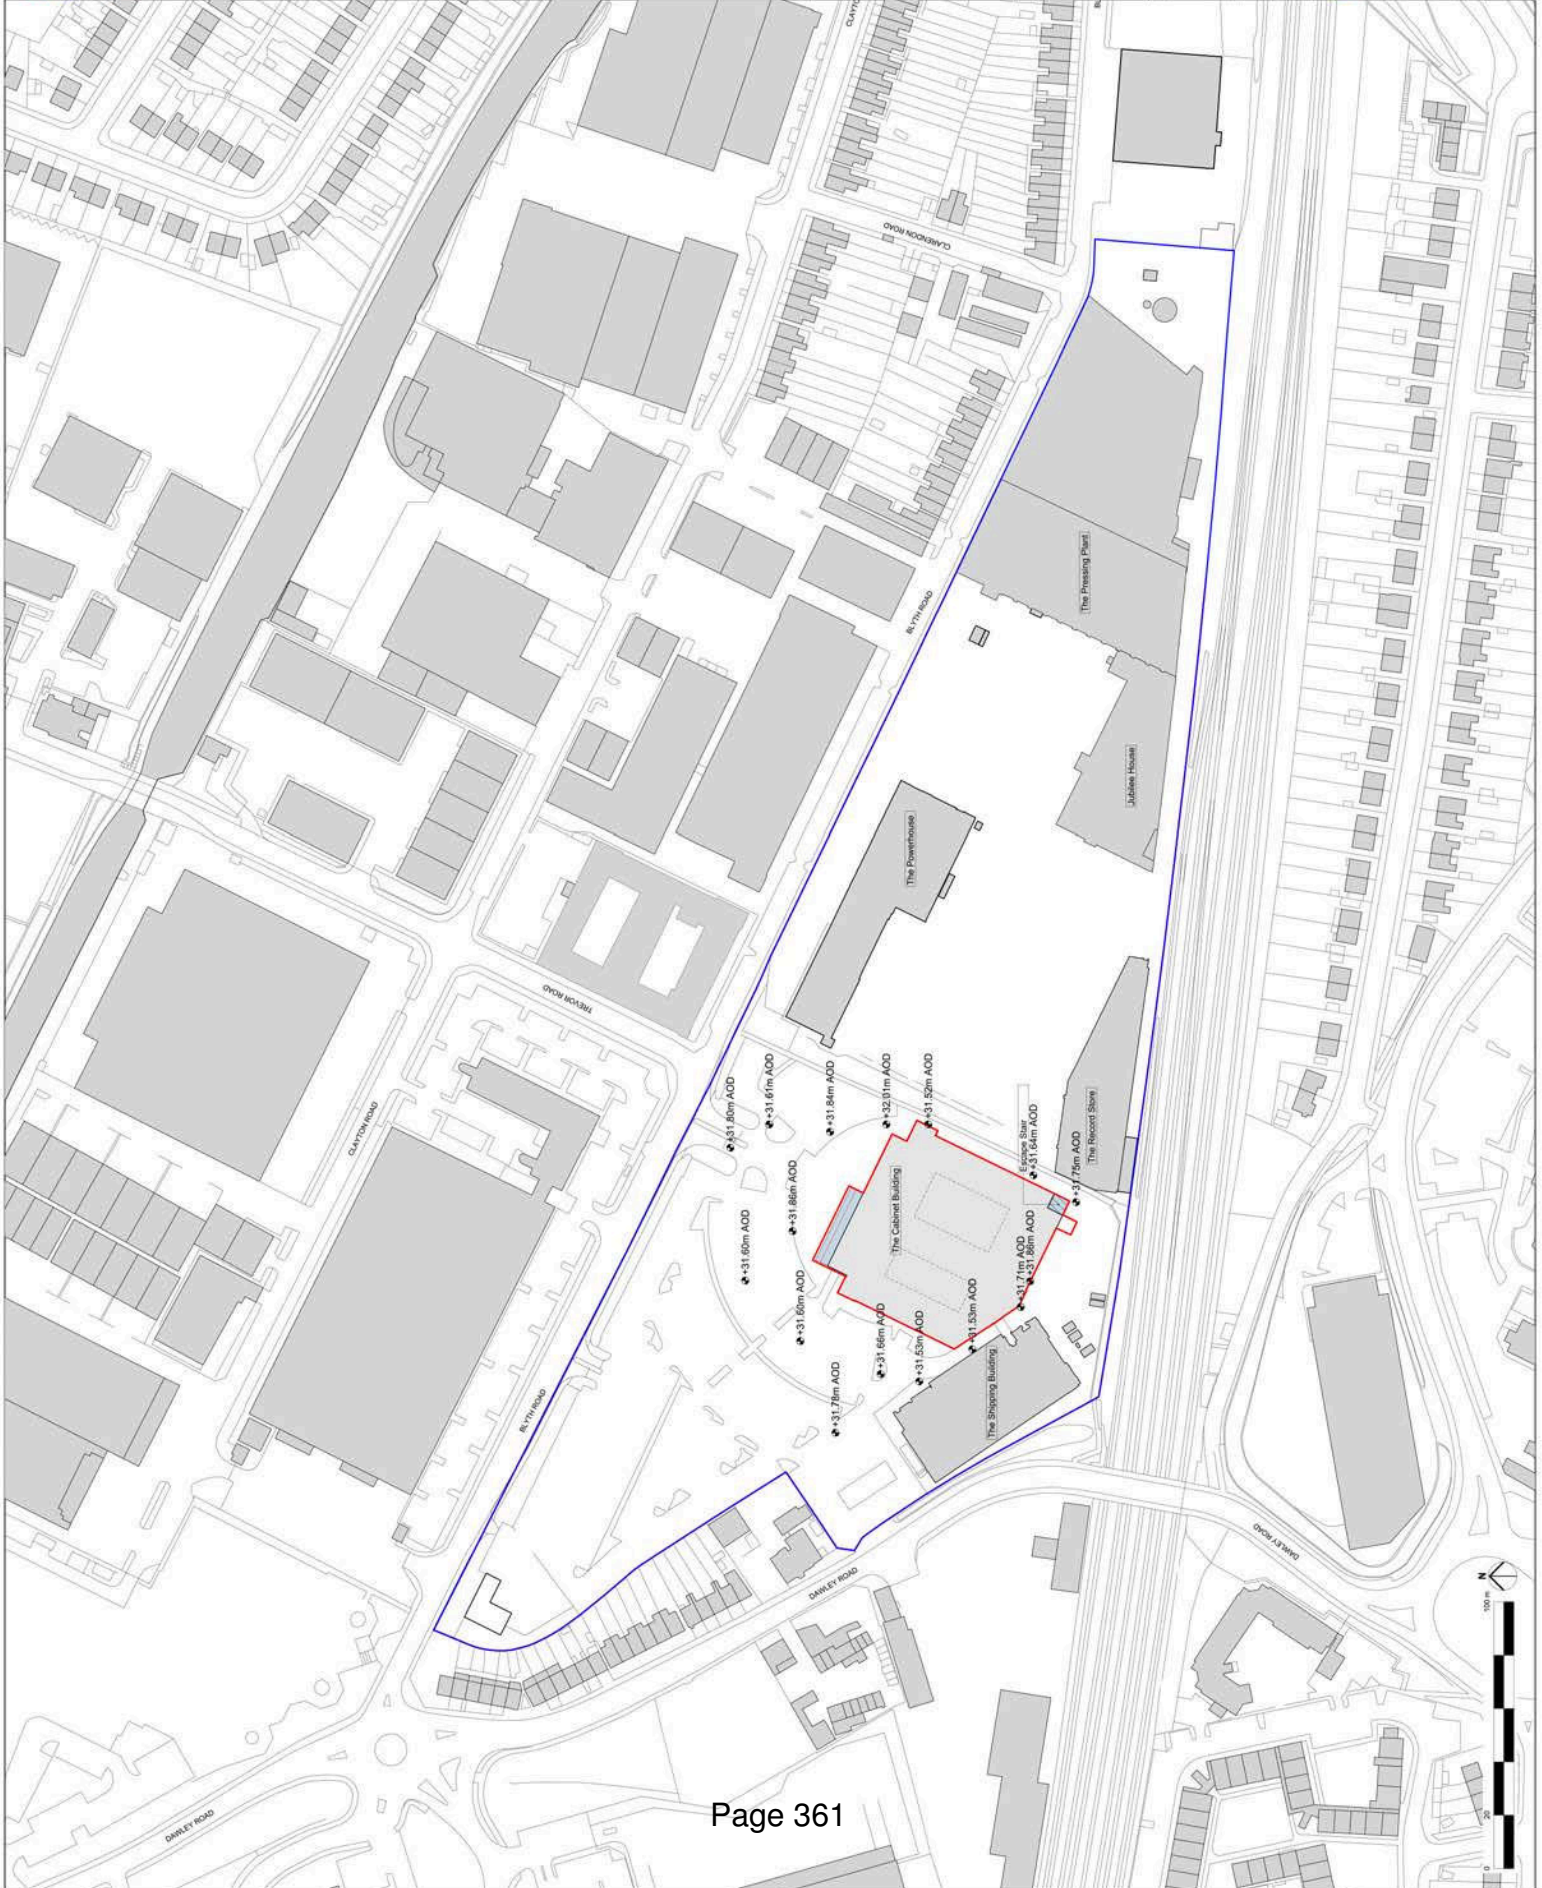 CLAYTON ROAD
CLARENDON ROAD
BLYTH ROAD
The Pressing Plant
Jubilee House
The Powerhouse
TREVOR ROAD
CLAYTON ROAD
+31.80m AOD
+31.61m AOD
+31.84m AOD
+32.01m AOD
+31.52m AOD
Escape Stair
+31.64m AOD
+31.75m AOD
The Record Store
The Cabinet Building
+31.86m AOD
+31.60m AOD
+31.60m AOD
+31.71m AOD
+31.86m AOD
+31.66m AOD
+31.53m AOD
+31.53m AOD
+31.78m AOD
The Shipping Building
BLYTH ROAD
DAWLEY ROAD
DAWLEY ROAD
DAWLEY ROAD
N
100 m
20
0
Page 361